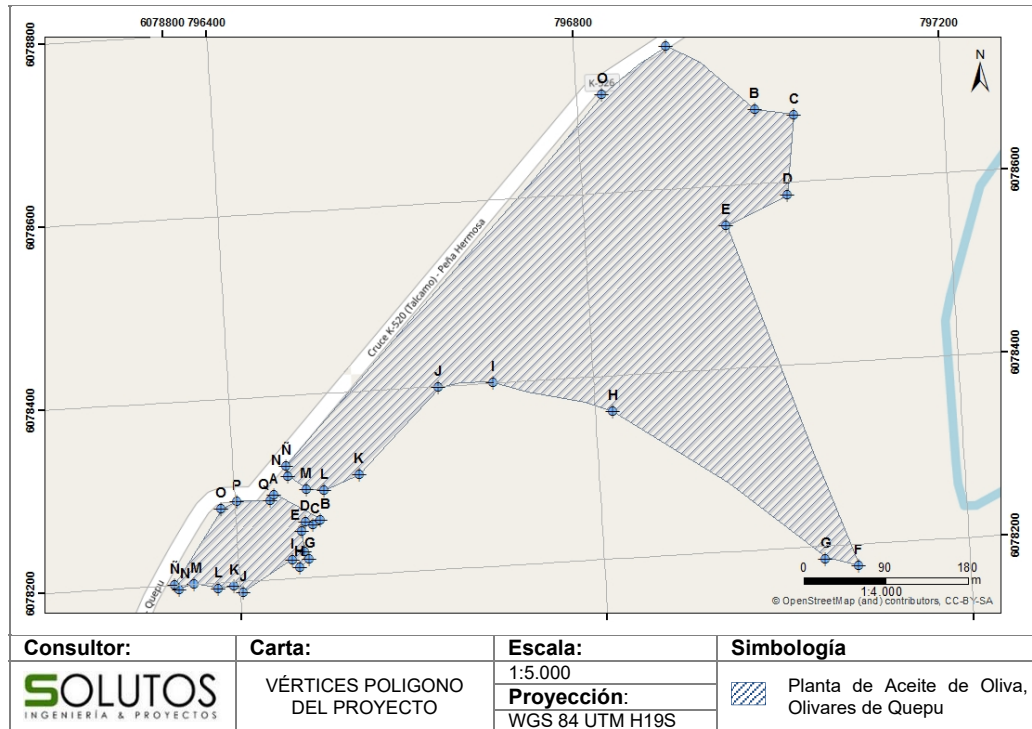 6078800 796400 796800 797200
N
6078800
K-526
O
B
C
D
E
6078600
6078600
Cruce K-520 (Talcamo) - Peña Hermosa
J
I
H
6078400
6078400
Ñ
N
M
L
K
O
P
Q
A
D
C
B
E
G
F
6078200
I
H
G
Ñ
N
M
L
K
J
6078200
- Quepu
0 90 180
m
1:4.000
© OpenStreetMap (and) contributors, CC-BY-SA
Consultor:
SOLUTOS
INGENIERÍA & PROYECTOS
Carta:
VÉRTICES POLIGONO
DEL PROYECTO
Escala:
1:5.000
Proyección:
WGS 84 UTM H19S
Simbología
Planta de Aceite de Oliva,
Olivares de Quepu